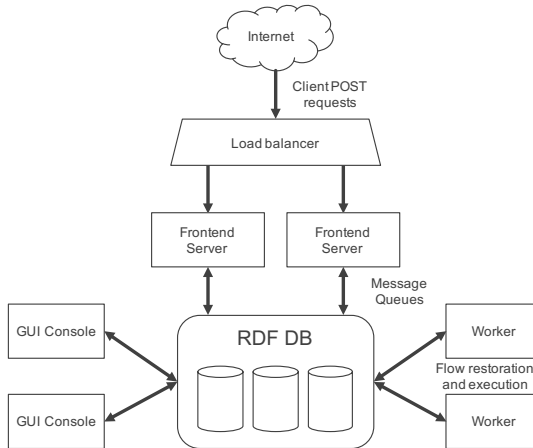 Internet
Client POST
requests
Load balancer
Frontend
Server
Frontend
Server
Message
Queues
GUI Console
RDF DB
Worker
Flow restoration
and execution
GUI Console
Worker